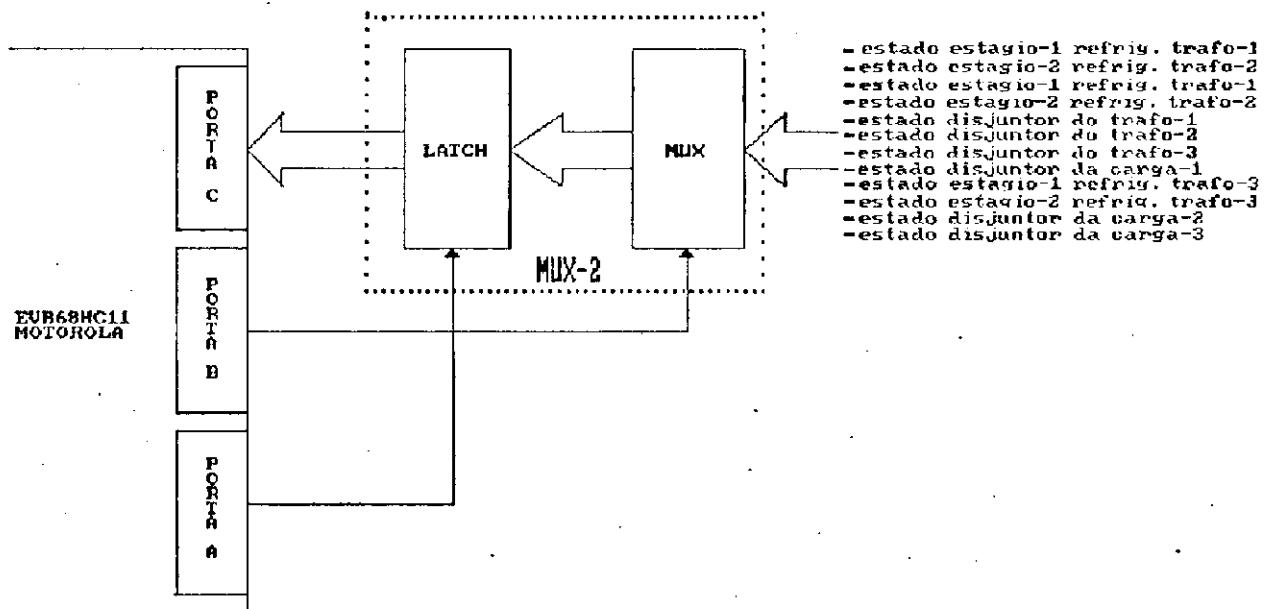 -estado estagio-1 refrig. trafo-1
-estado estagio-2 refrig. trafo-2
-estado estagio-1 refrig. trafo-1
-estado estagio-2 refrig. trafo-2
-estado disjuntor do trafo-1
-estado disjuntor do trafo-2
-estado disjuntor do trafo-3
-estado disjuntor da carga-1
-estado estagio-1 refrig. trafo-3
-estado estagio-2 refrig. trafo-3
-estado disjuntor da carga-2
-estado disjuntor da carga-3
PORTA C
LATCH
MUX
MUX-2
EVB68HC11
MOTOROLA
PORTA B
PORTA A